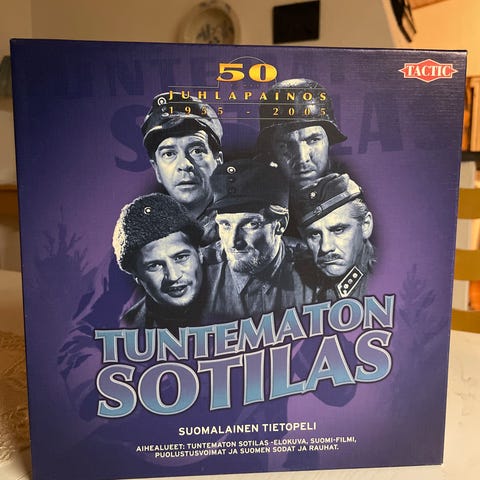 50
JUHLAPAINOS
1955 - 2005
TACTIC
TUNTEMATON
SOTILAS
SUOMALAINEN TIETOPELI
AIHEALUEET: TUNTEMATON SOTILAS -ELOKUVA, SUOMI-FILMI,
PUOLUSTUSVOIMAT JA SUOMEN SODAT JA RAUHAT.